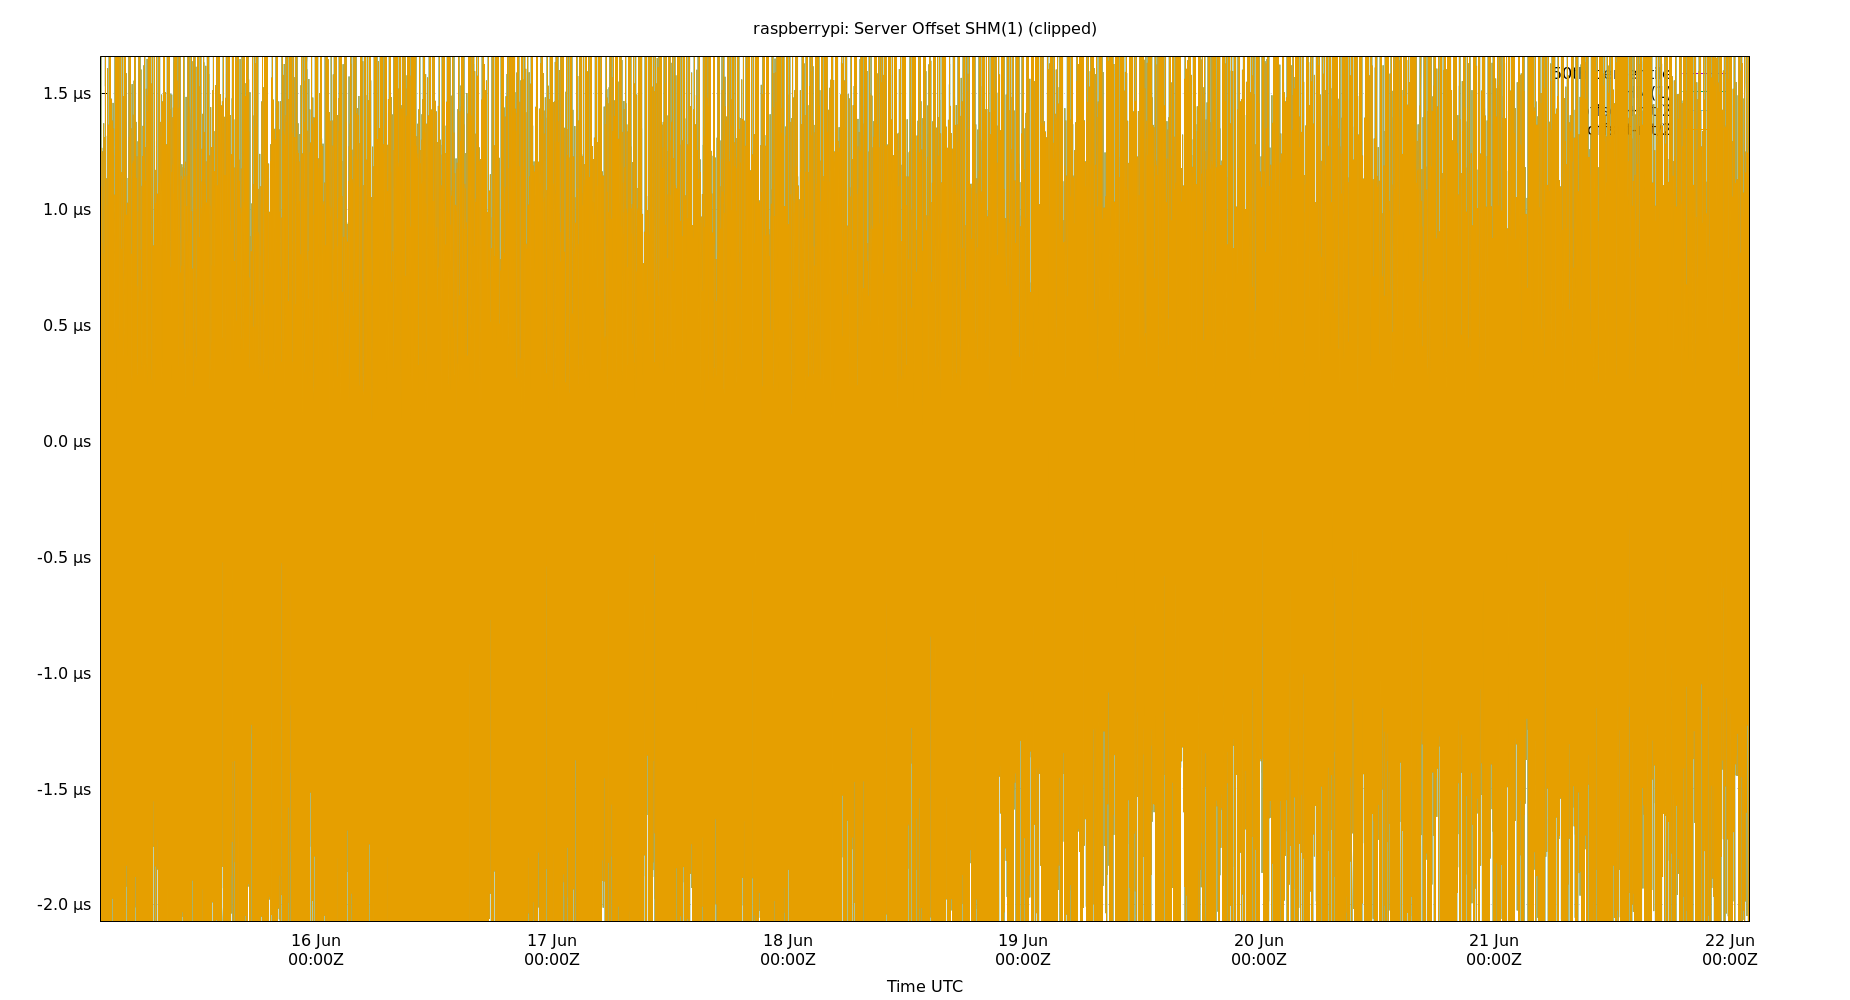 raspberrypi: Server Offset SHM(1) (clipped)
1.5 µs
1.0 µs
0.5 µs
0.0 µs
-0.5 µs
-1.0 µs
-1.5 µs
-2.0 µs
16 Jun 17 Jun 18 Jun 19 Jun 20 Jun 21 Jun 22 Jun
00:00Z 00:00Z 00:00Z 00:00Z 00:00Z 00:00Z 00:00Z
Time UTC